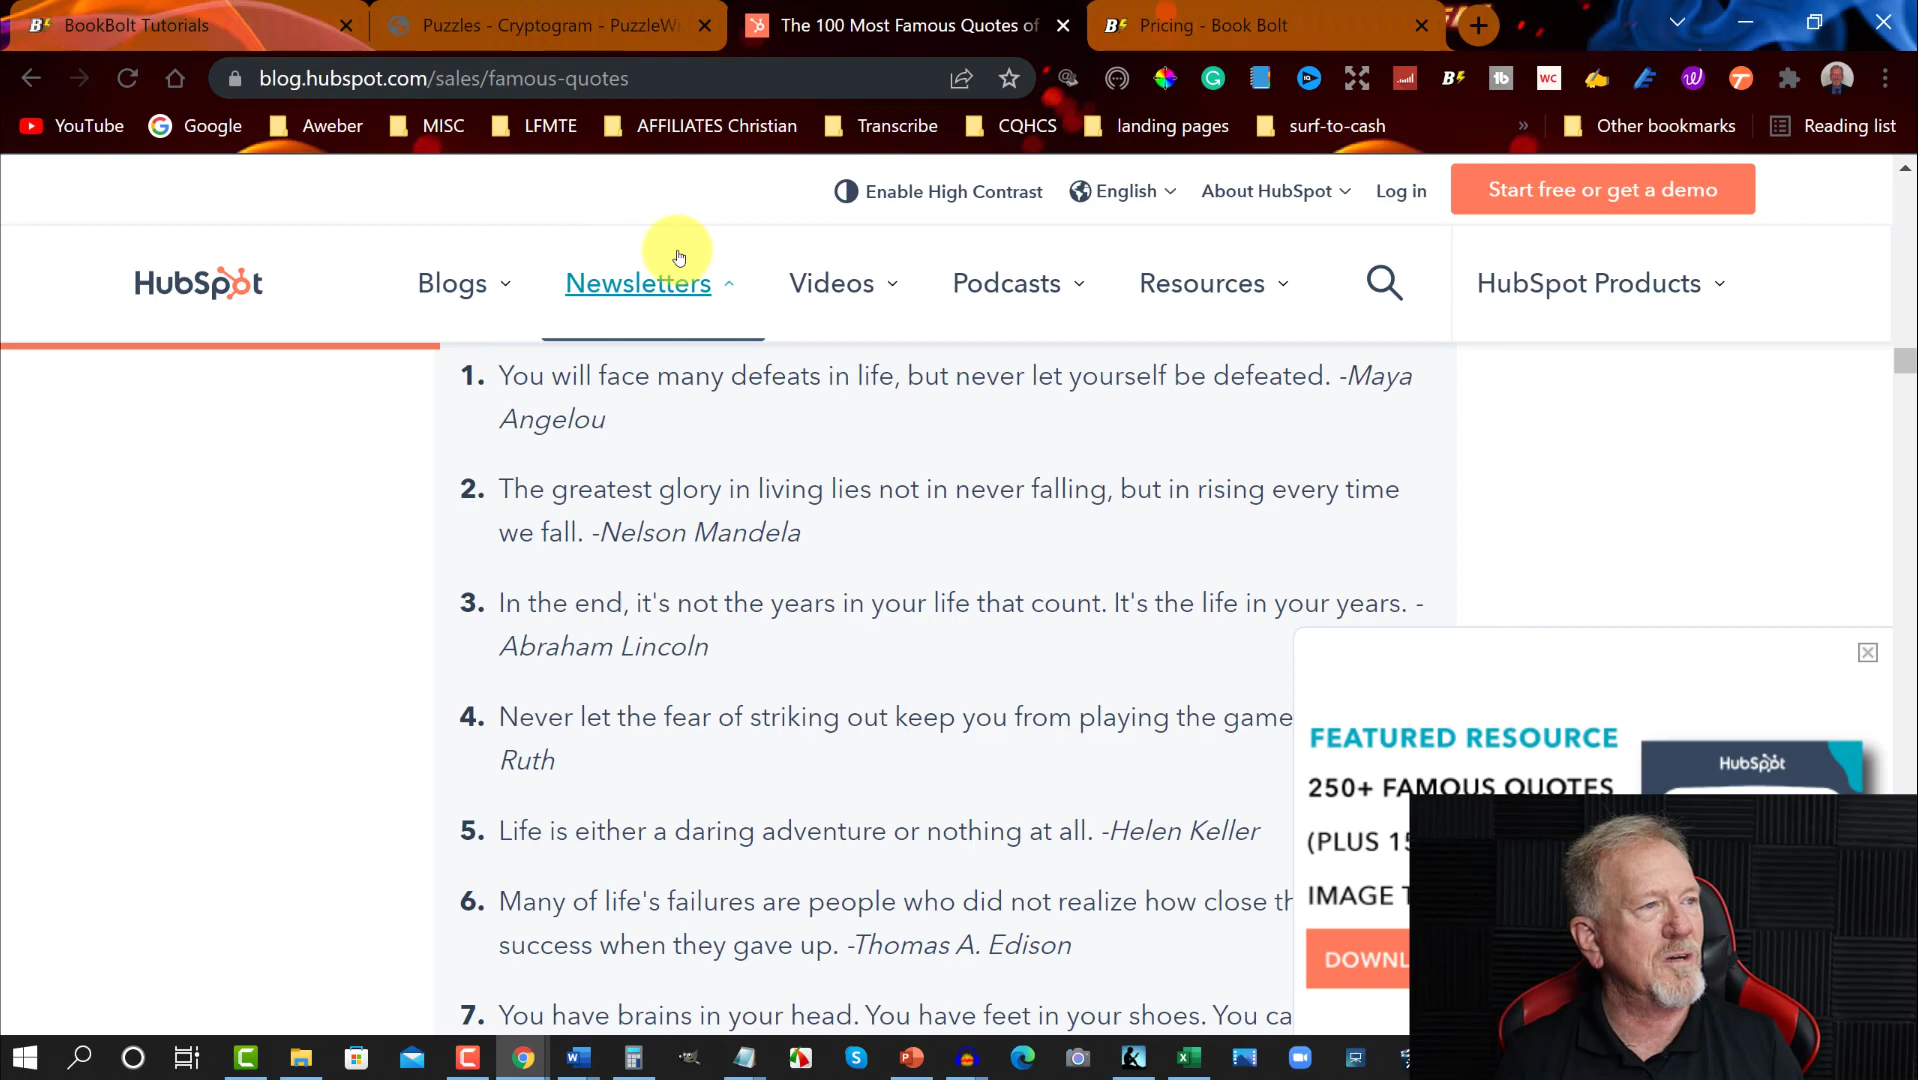 BookBolt Tutorials
Puzzles - Cryptogram - PuzzleWi
The 100 Most Famous Quotes of
Pricing - Book Bolt
blog.hubspot.com/sales/famous-quotes
YouTube
Google
Aweber
MISC
LFMTE
AFFILIATES Christian
Transcribe
CQHCS
landing pages
surf-to-cash
»
Other bookmarks
Reading list
Enable High Contrast
English
About HubSpot
Log in
Start free or get a demo
HubSpot
Blogs
Newsletters
Videos
Podcasts
Resources
HubSpot Products
1. You will face many defeats in life, but never let yourself be defeated. -Maya
Angelou
2. The greatest glory in living lies not in never falling, but in rising every time
we fall. -Nelson Mandela
3. In the end, it's not the years in your life that count. It's the life in your years. -
Abraham Lincoln
4. Never let the fear of striking out keep you from playing the game
Ruth
5. Life is either a daring adventure or nothing at all. -Helen Keller
6. Many of life's failures are people who did not realize how close th
success when they gave up. -Thomas A. Edison
7. You have brains in your head. You have feet in your shoes. You ca
FEATURED RESOURCE
250+ FAMOUS QUOTES
(PLUS 15
IMAGE T
DOWNL
HubSpot